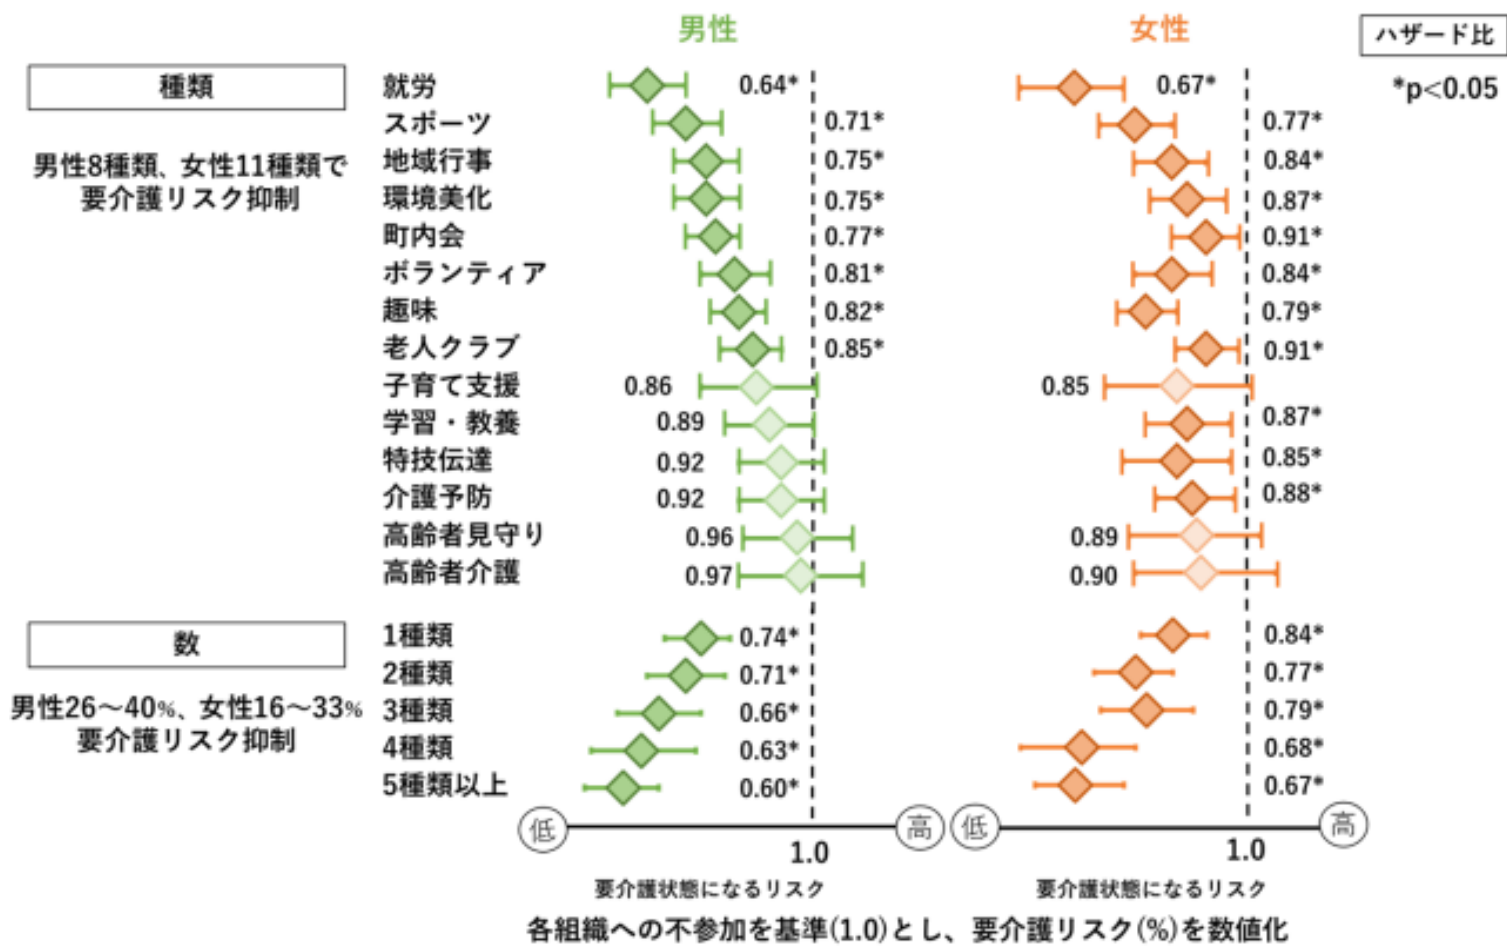 男性 女性 ハザード比
種類 *p<0.05
男性8種類、女性11種類で
要介護リスク抑制
就労 0.64* 0.67*
スポーツ 0.71* 0.77*
地域行事 0.75* 0.84*
環境美化 0.75* 0.87*
町内会 0.77* 0.91*
ボランティア 0.81* 0.84*
趣味 0.82* 0.79*
老人クラブ 0.85* 0.91*
子育て支援 0.86 0.85
学習・教養 0.89 0.87*
特技伝達 0.92 0.85*
介護予防 0.92 0.88*
高齢者見守り 0.96 0.89
高齢者介護 0.97 0.90
数
男性26〜40%、女性16〜33%
要介護リスク抑制
1種類 0.74* 0.84*
2種類 0.71* 0.77*
3種類 0.66* 0.79*
4種類 0.63* 0.68*
5種類以上 0.60* 0.67*
低 高 低 高
1.0 1.0
要介護状態になるリスク 要介護状態になるリスク
各組織への不参加を基準(1.0)とし、要介護リスク(%)を数値化